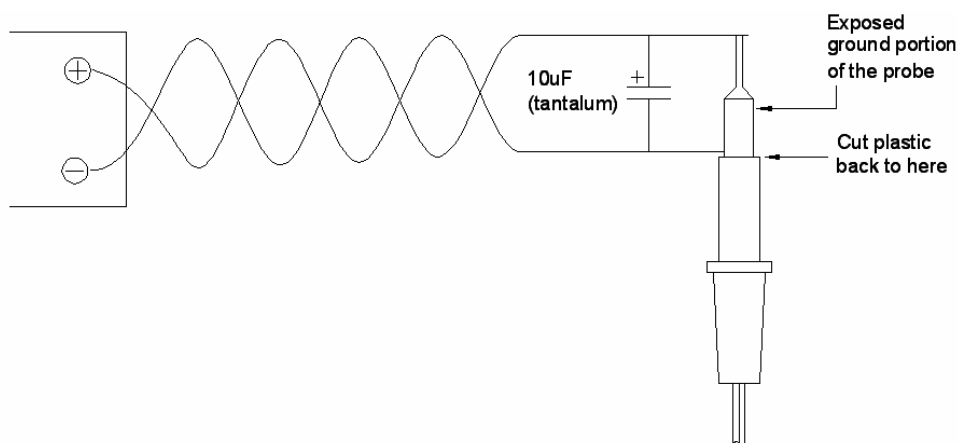 Exposed
ground portion
of the probe
+
10uF
(tantalum)
+
Cut plastic
back to here
−